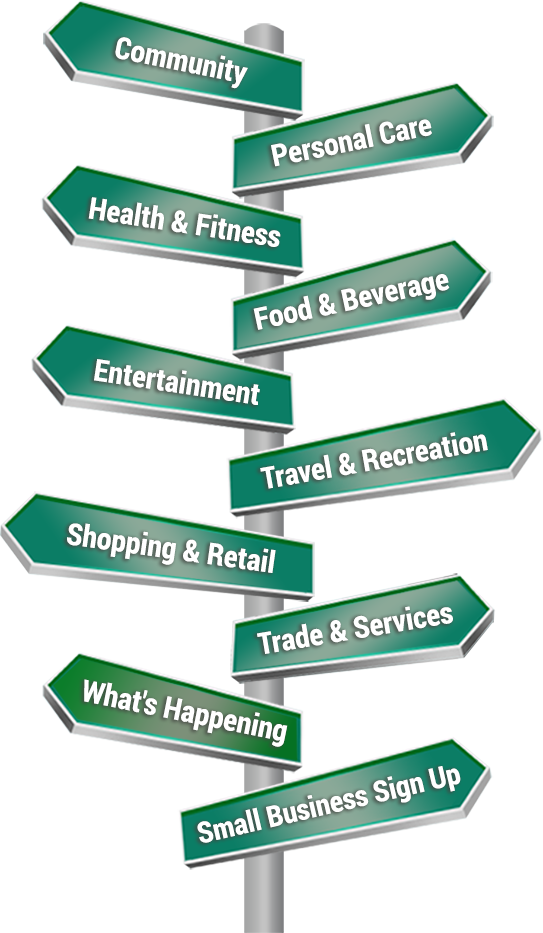 Community
Personal Care
Health & Fitness
Food & Beverage
Entertainment
Travel & Recreation
Shopping & Retail
Trade & Services
What's Happening
Small Business Sign Up